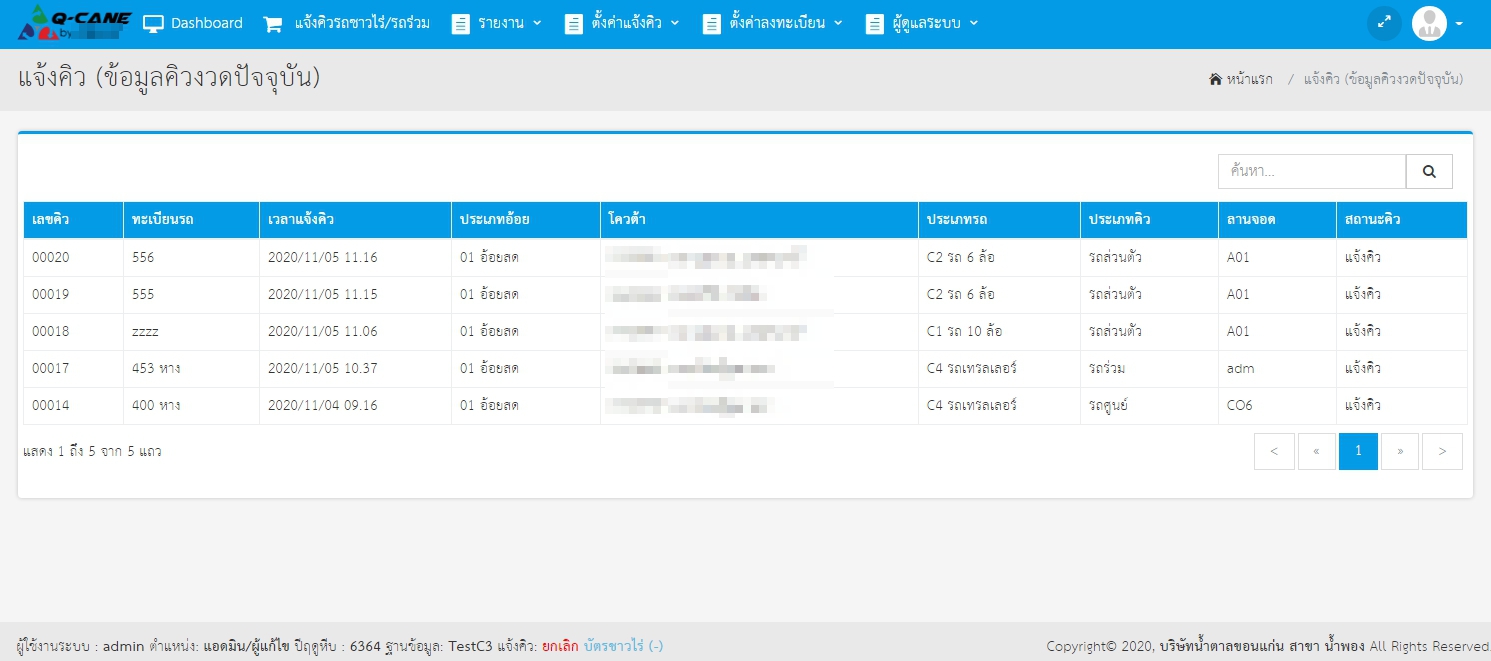 Q-CANE
by
Dashboard แจ้งคิวรถชาวไร่/รถร่วม รายงาน ตั้งค่าแจ้งคิว ตั้งค่าลงทะเบียน ผู้ดูแลระบบ
แจ้งคิว (ข้อมูลคิวงวดปัจจุบัน)
หน้าแรก / แจ้งคิว (ข้อมูลคิวงวดปัจจุบัน)
ค้นหา...
เลขคิว ทะเบียนรถ เวลาแจ้งคิว ประเภทอ้อย โควต้า ประเภทรถ ประเภทคิว ลานจอด สถานะคิว
00020 556 2020/11/05 11.16 01 อ้อยสด C2 รถ 6 ล้อ รถส่วนตัว A01 แจ้งคิว
00019 555 2020/11/05 11.15 01 อ้อยสด C2 รถ 6 ล้อ รถส่วนตัว A01 แจ้งคิว
00018 zzzz 2020/11/05 11.06 01 อ้อยสด C1 รถ 10 ล้อ รถส่วนตัว A01 แจ้งคิว
00017 453 หาง 2020/11/05 10.37 01 อ้อยสด C4 รถเทรลเลอร์ รถร่วม adm แจ้งคิว
00014 400 หาง 2020/11/04 09.16 01 อ้อยสด C4 รถเทรลเลอร์ รถศูนย์ CO6 แจ้งคิว
แสดง 1 ถึง 5 จาก 5 แถว
< « 1 » >
ผู้ใช้งานระบบ : admin ตำแหน่ง: แอดมิน/ผู้แก้ไข ปีฤดูหีบ : 6364 ฐานข้อมูล: TestC3 แจ้งคิว: ยกเลิก บัตรชาวไร่ (-)
Copyright© 2020, บริษัทน้ำตาลขอนแก่น สาขา น้ำพอง All Rights Reserved.